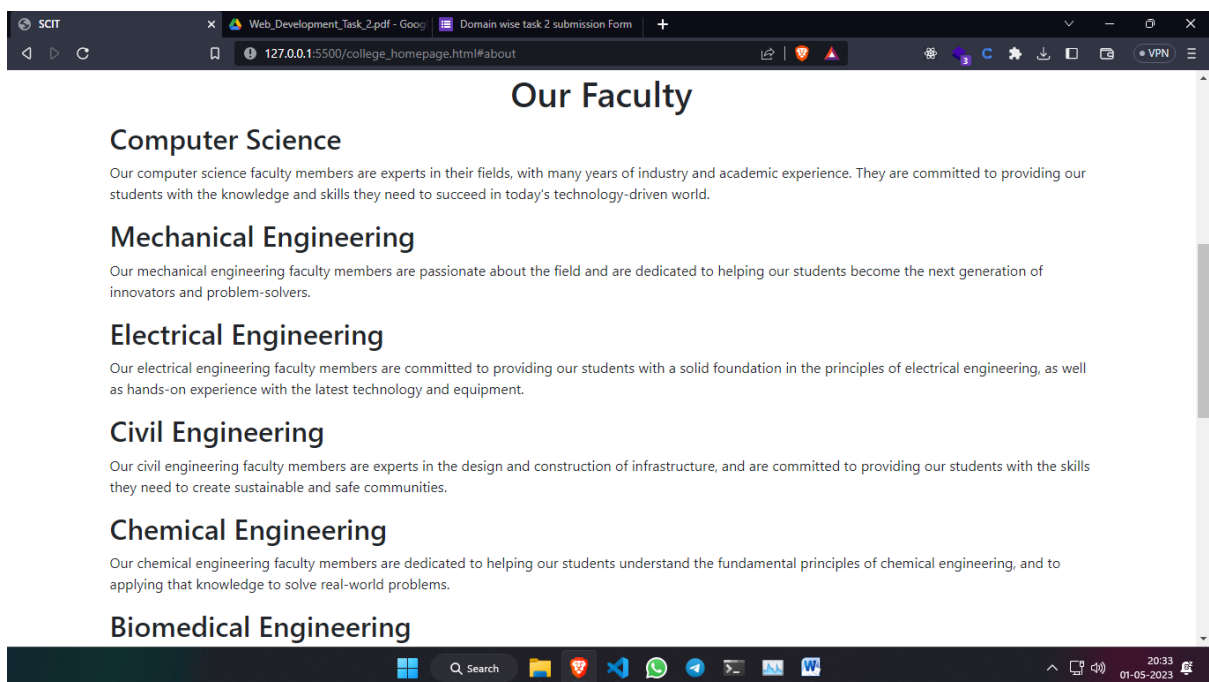 SCIT
Web_Development_Task_2.pdf - Goog
Domain wise task 2 submission Form
127.0.0.1:5500/college_homepage.html#about
3
C
VPN
Our Faculty
Computer Science
Our computer science faculty members are experts in their fields, with many years of industry and academic experience. They are committed to providing our
students with the knowledge and skills they need to succeed in today's technology-driven world.
Mechanical Engineering
Our mechanical engineering faculty members are passionate about the field and are dedicated to helping our students become the next generation of
innovators and problem-solvers.
Electrical Engineering
Our electrical engineering faculty members are committed to providing our students with a solid foundation in the principles of electrical engineering, as well
as hands-on experience with the latest technology and equipment.
Civil Engineering
Our civil engineering faculty members are experts in the design and construction of infrastructure, and are committed to providing our students with the skills
they need to create sustainable and safe communities.
Chemical Engineering
Our chemical engineering faculty members are dedicated to helping our students understand the fundamental principles of chemical engineering, and to
applying that knowledge to solve real-world problems.
Biomedical Engineering
Search
20:33
01-05-2023